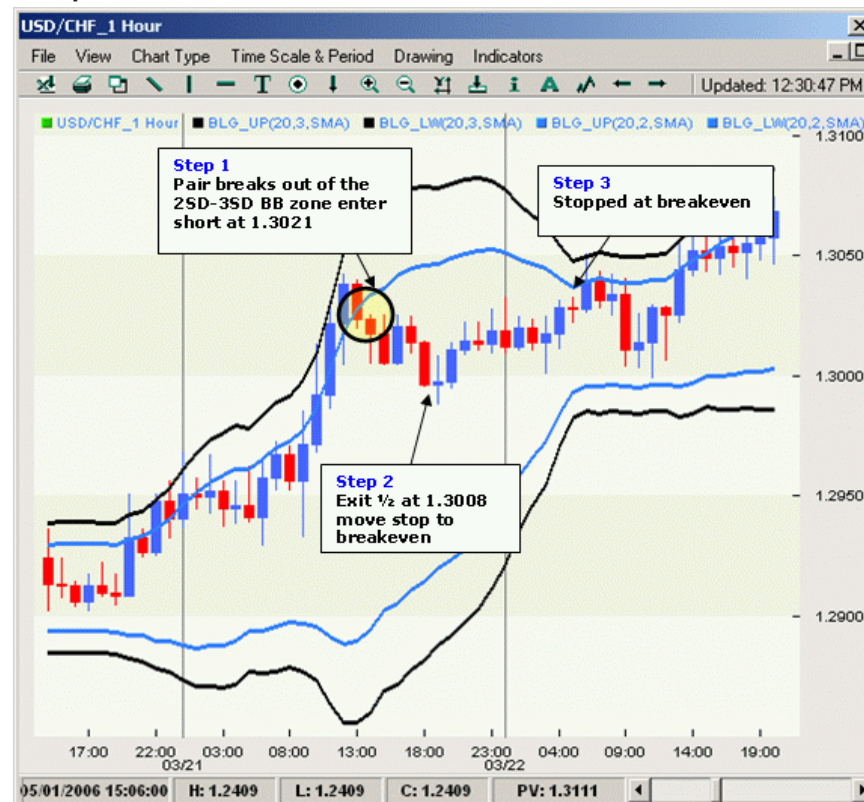 USD/CHF_1 Hour
File View Chart Type Time Scale & Period Drawing Indicators
T i A Updated: 12:30:47 PM
USD/CHF_1 Hour BLG_UP(20,3,SMA) BLG_LW(20,3,SMA) BLG_UP(20,2,SMA) BLG_LW(20,2,SMA)
1.3100
Step 1
Pair breaks out of the
2SD-3SD BB zone enter
short at 1.3021
Step 3
Stopped at breakeven
1.3050
1.3000
Step 2
Exit ½ at 1.3008
move stop to
breakeven
1.2950
1.2900
17:00 22:00 03:00 08:00 13:00 18:00 23:00 04:00 09:00 14:00 19:00
03/21 03/22
05/01/2006 15:06:00 H: 1.2409 L: 1.2409 C: 1.2409 PV: 1.3111